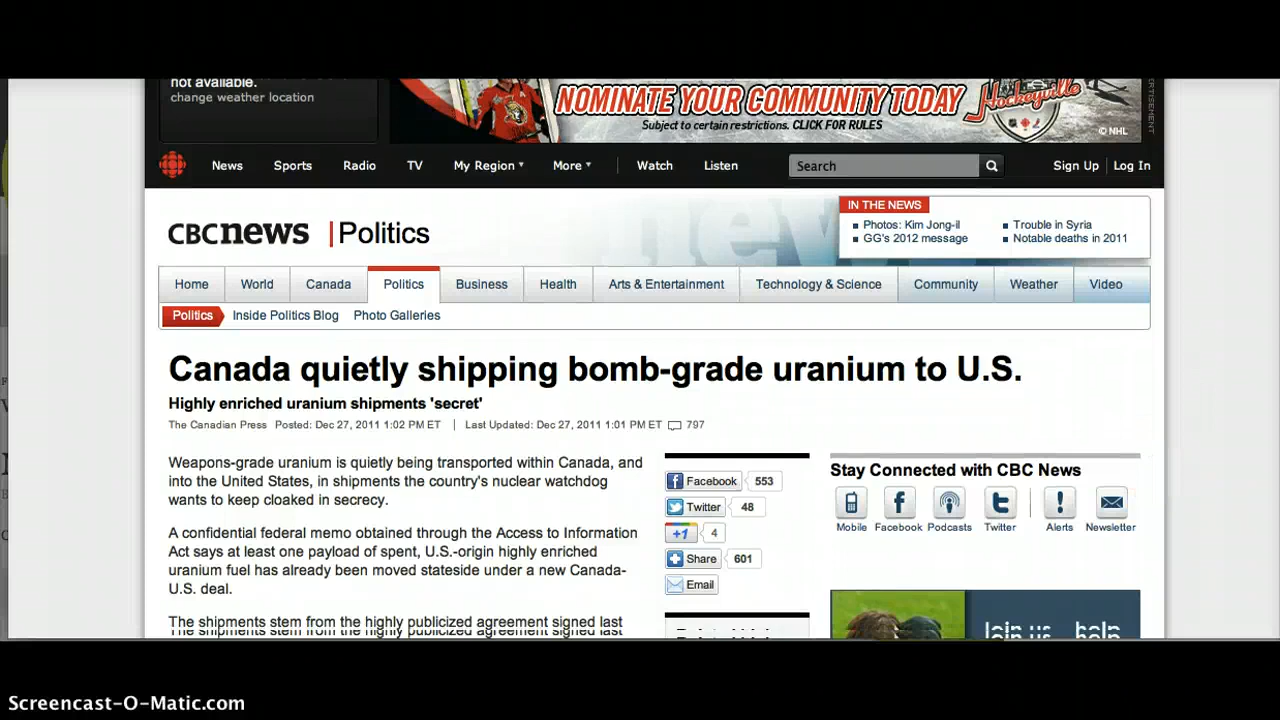 not available.
change weather location
NOMINATE YOUR COMMUNITY TODAY
Hockeyville
Subject to certain restrictions. CLICK FOR RULES
© NHL
ADVERTISEMENT
News Sports Radio TV My Region More Watch Listen Search Sign Up Log In
CBCnews | Politics
IN THE NEWS
Photos: Kim Jong-il
Trouble in Syria
GG's 2012 message
Notable deaths in 2011
Home World Canada Politics Business Health Arts & Entertainment Technology & Science Community Weather Video
Politics Inside Politics Blog Photo Galleries
Canada quietly shipping bomb-grade uranium to U.S.
Highly enriched uranium shipments 'secret'
The Canadian Press Posted: Dec 27, 2011 1:02 PM ET | Last Updated: Dec 27, 2011 1:01 PM ET 797
Weapons-grade uranium is quietly being transported within Canada, and
into the United States, in shipments the country's nuclear watchdog
wants to keep cloaked in secrecy.
A confidential federal memo obtained through the Access to Information
Act says at least one payload of spent, U.S.-origin highly enriched
uranium fuel has already been moved stateside under a new Canada-
U.S. deal.
The shipments stem from the highly publicized agreement signed last
Facebook 553
Twitter 48
+1 4
Share 601
Email
Stay Connected with CBC News
Mobile Facebook Podcasts Twitter Alerts Newsletter
join us help
Screencast-O-Matic.com